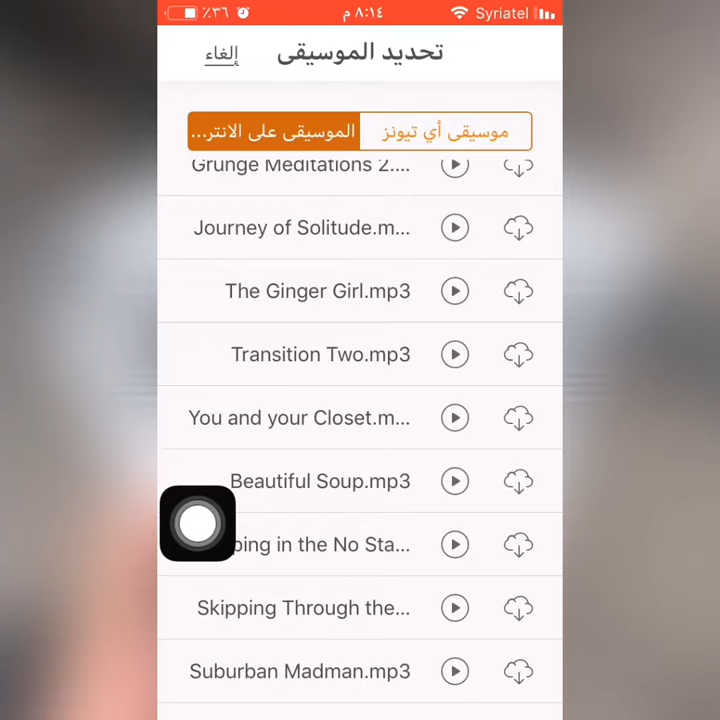 Syriatel ٨:١٤ م ٪٣٦
تحديد الموسيقى
إلغاء
موسيقى أي تيونز
الموسيقى على الانتر...
Grunge Meditations 2....
Journey of Solitude.m...
The Ginger Girl.mp3
Transition Two.mp3
You and your Closet.m...
Beautiful Soup.mp3
ping in the No Sta...
Skipping Through the...
Suburban Madman.mp3